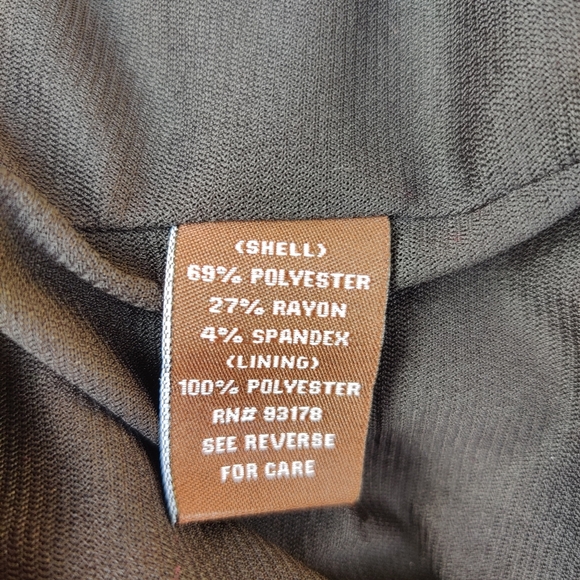 (SHELL)
69% POLYESTER
27% RAYON
4% SPANDEX
(LINING)
100% POLYESTER
RN# 93178
SEE REVERSE
FOR CARE